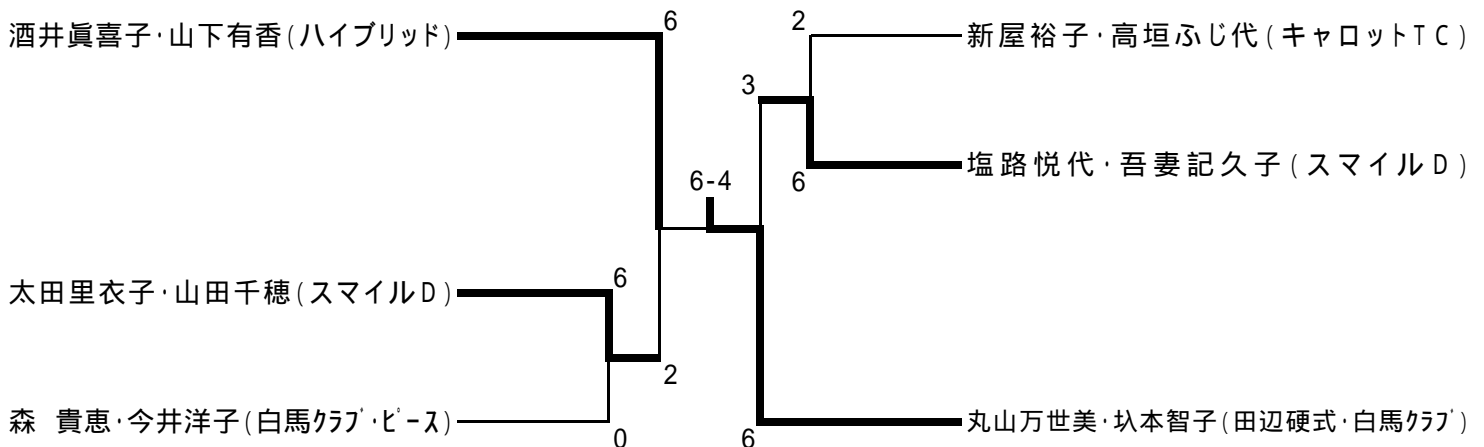 酒井眞喜子･山下有香(ハイブリッド)
6
太田里衣子･山田千穂(スマイルD)
6
2
森　貴恵･今井洋子(白馬ｸﾗﾌﾞ･ﾋﾟｰｽ)
0
6-4
2
新屋裕子･高垣ふじ代(キャロットTC)
3
塩路悦代･吾妻記久子(スマイルD)
6
丸山万世美･圦本智子(田辺硬式･白馬ｸﾗﾌﾞ)
6